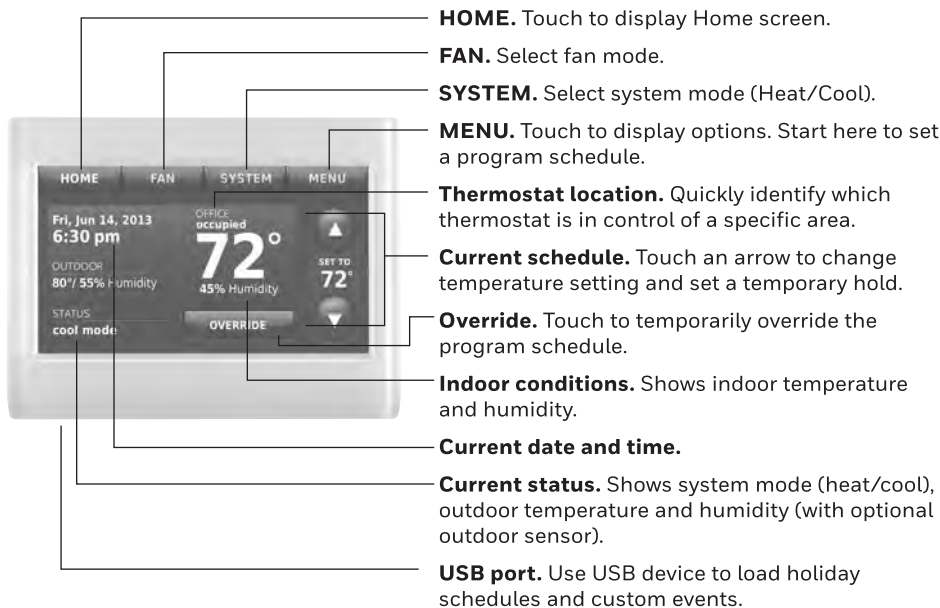 HOME. Touch to display Home screen.
FAN. Select fan mode.
SYSTEM. Select system mode (Heat/Cool).
MENU. Touch to display options. Start here to set
a program schedule.
Thermostat location. Quickly identify which
thermostat is in control of a specific area.
Current schedule. Touch an arrow to change
temperature setting and set a temporary hold.
Override. Touch to temporarily override the
program schedule.
Indoor conditions. Shows indoor temperature
and humidity.
Current date and time.
Current status. Shows system mode (heat/cool),
outdoor temperature and humidity (with optional
outdoor sensor).
USB port. Use USB device to load holiday
schedules and custom events.
HOME FAN SYSTEM MENU
Fri, Jun 14, 2013
6:30 pm
OUTDOOR
80°/ 55% Humidity
STATUS
cool mode
OFFICE
occupied
72°
45% Humidity
OVERRIDE
SET TO
72°